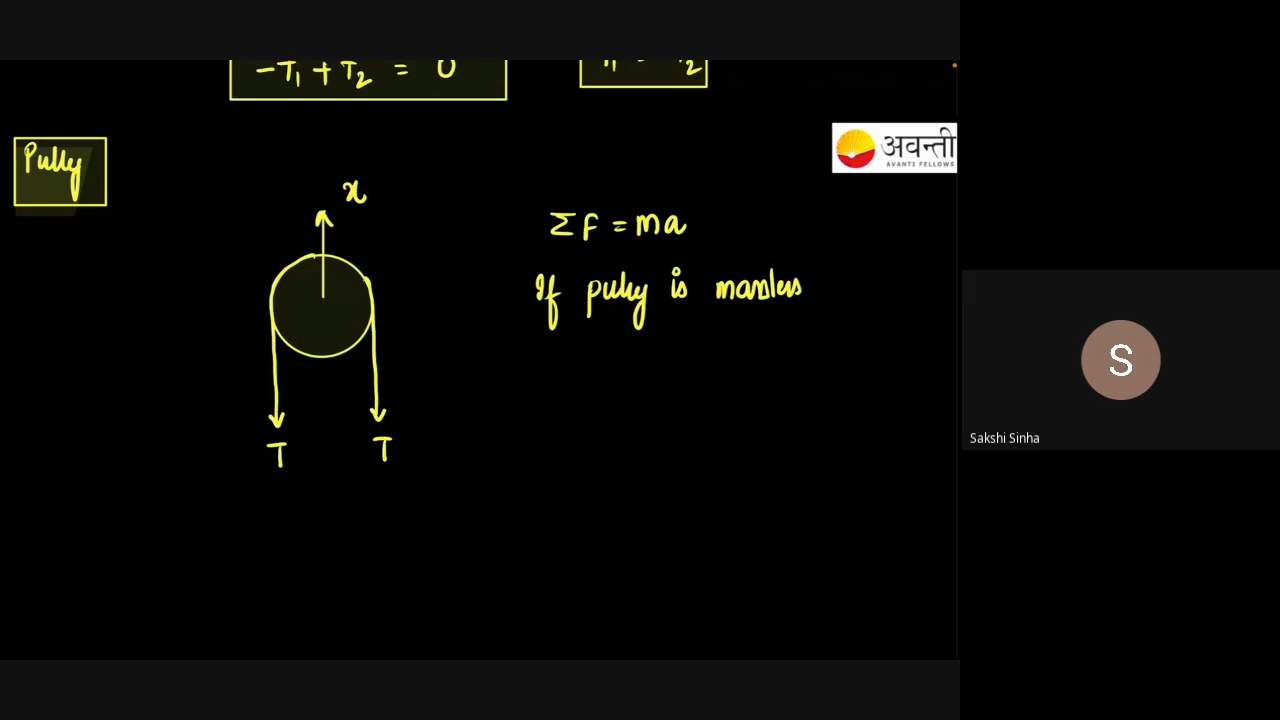 -T₁ + T₂ = 0
अवन्ती
AVANTI FELLOWS
Pully
x
ΣF = ma
If pully is massless
T T
S
Sakshi Sinha